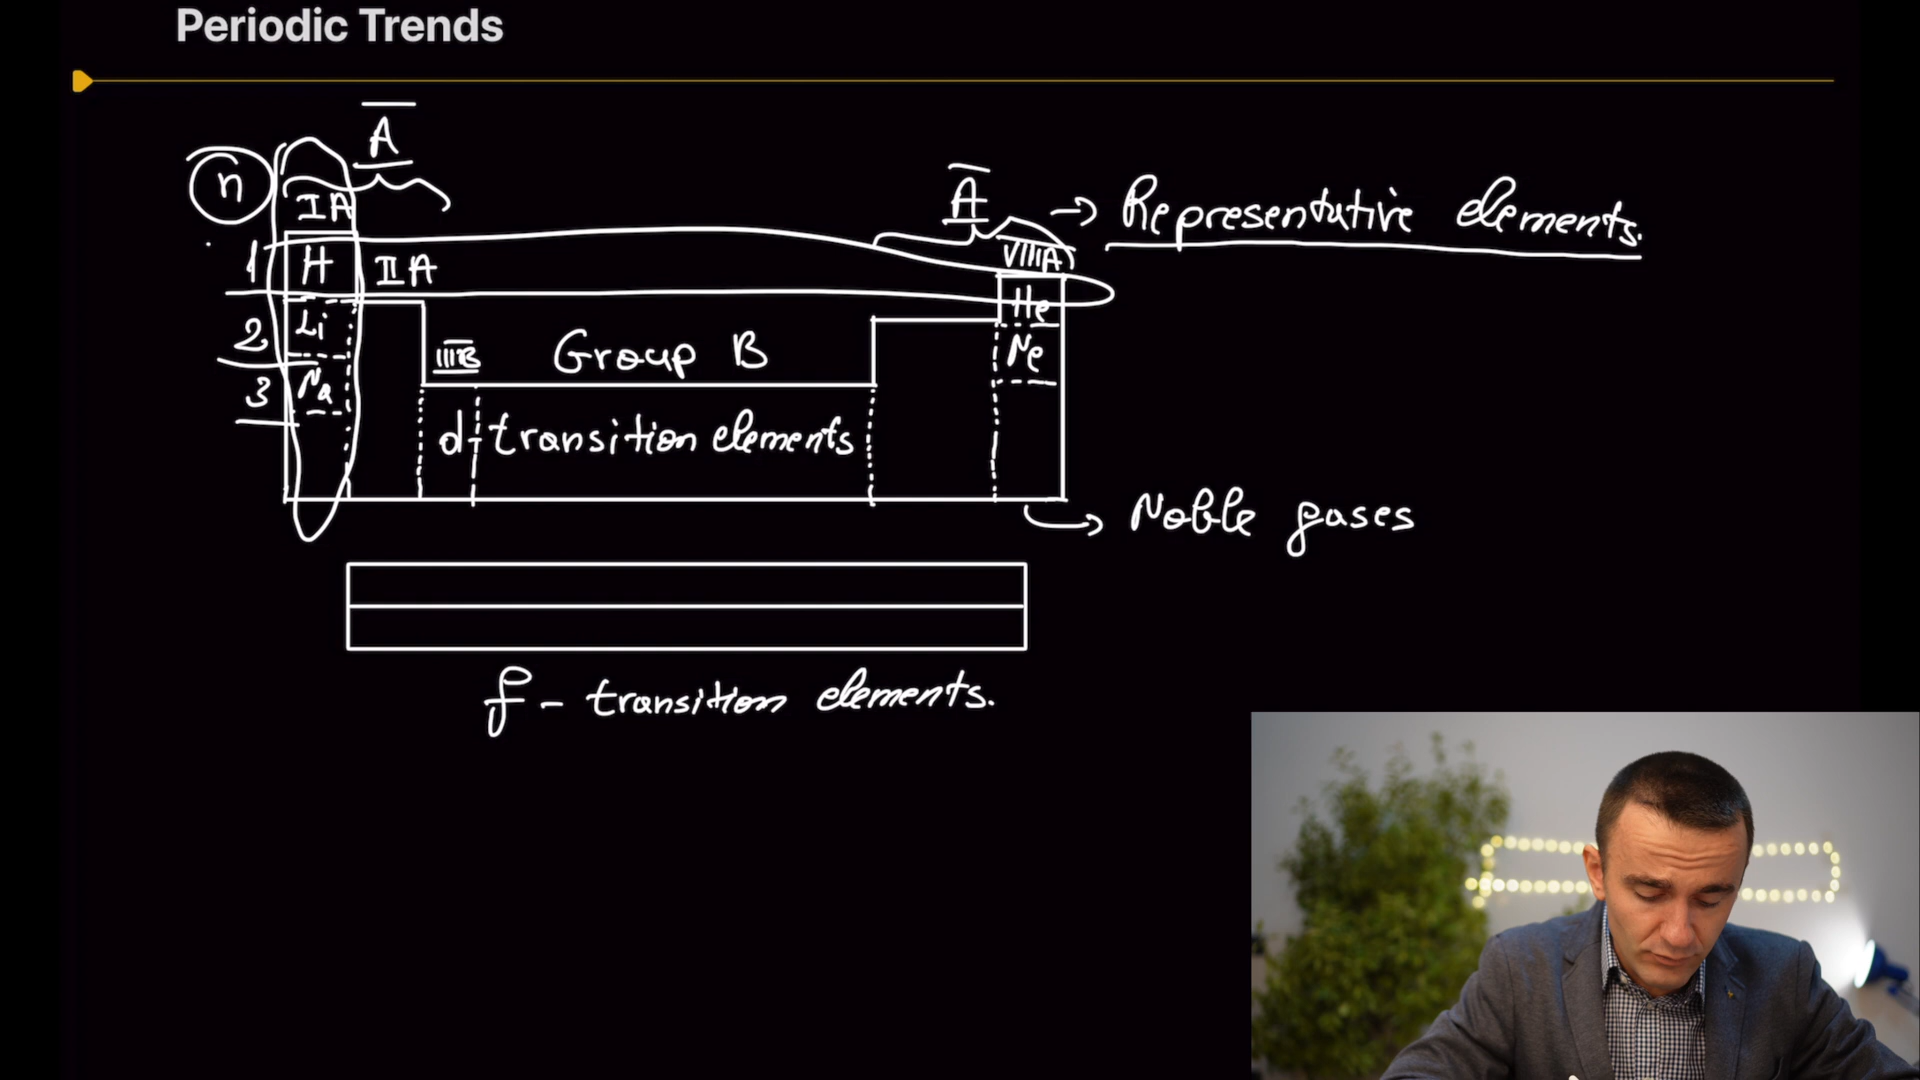 Periodic Trends
A
n
IA
A → Representative elements.
VIIIA
1 H IIA
He
2 Li
IIIB Group B
Ne
3 Na
d-transition elements
→ Noble gases
f - transition elements.